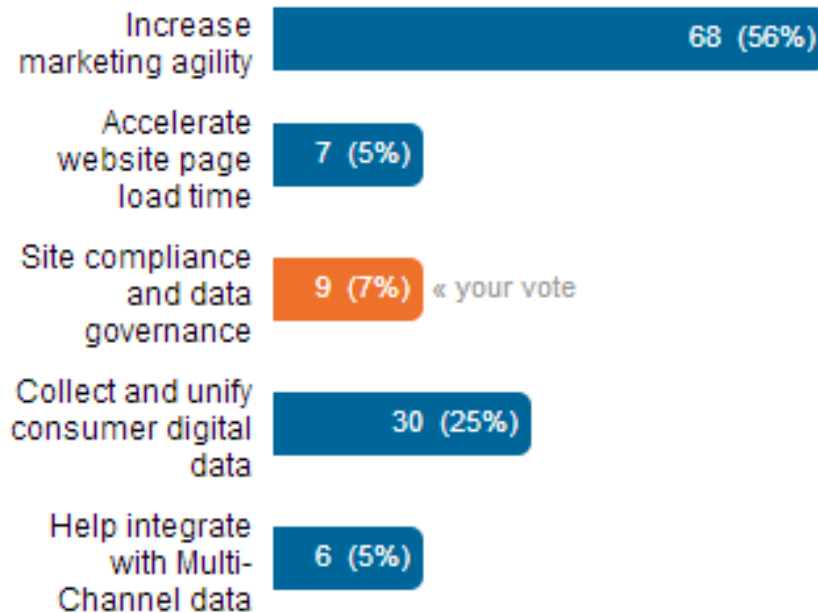 Increase
marketing agility
68 (56%)
Accelerate
website page
load time
7 (5%)
Site compliance
and data
governance
9 (7%) « your vote
Collect and unify
consumer digital
data
30 (25%)
Help integrate
with Multi-
Channel data
6 (5%)